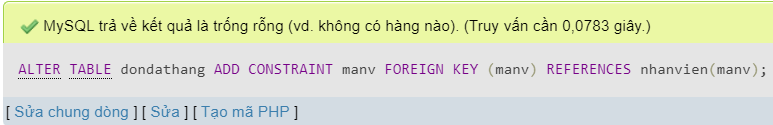 MySQL trả về kết quả là trống rỗng (vd. không có hàng nào). (Truy vấn cần 0,0783 giây.)
ALTER TABLE dondathang ADD CONSTRAINT manv FOREIGN KEY (manv) REFERENCES nhanvien(manv);
[ Sửa chung dòng ] [ Sửa ] [ Tạo mã PHP ]